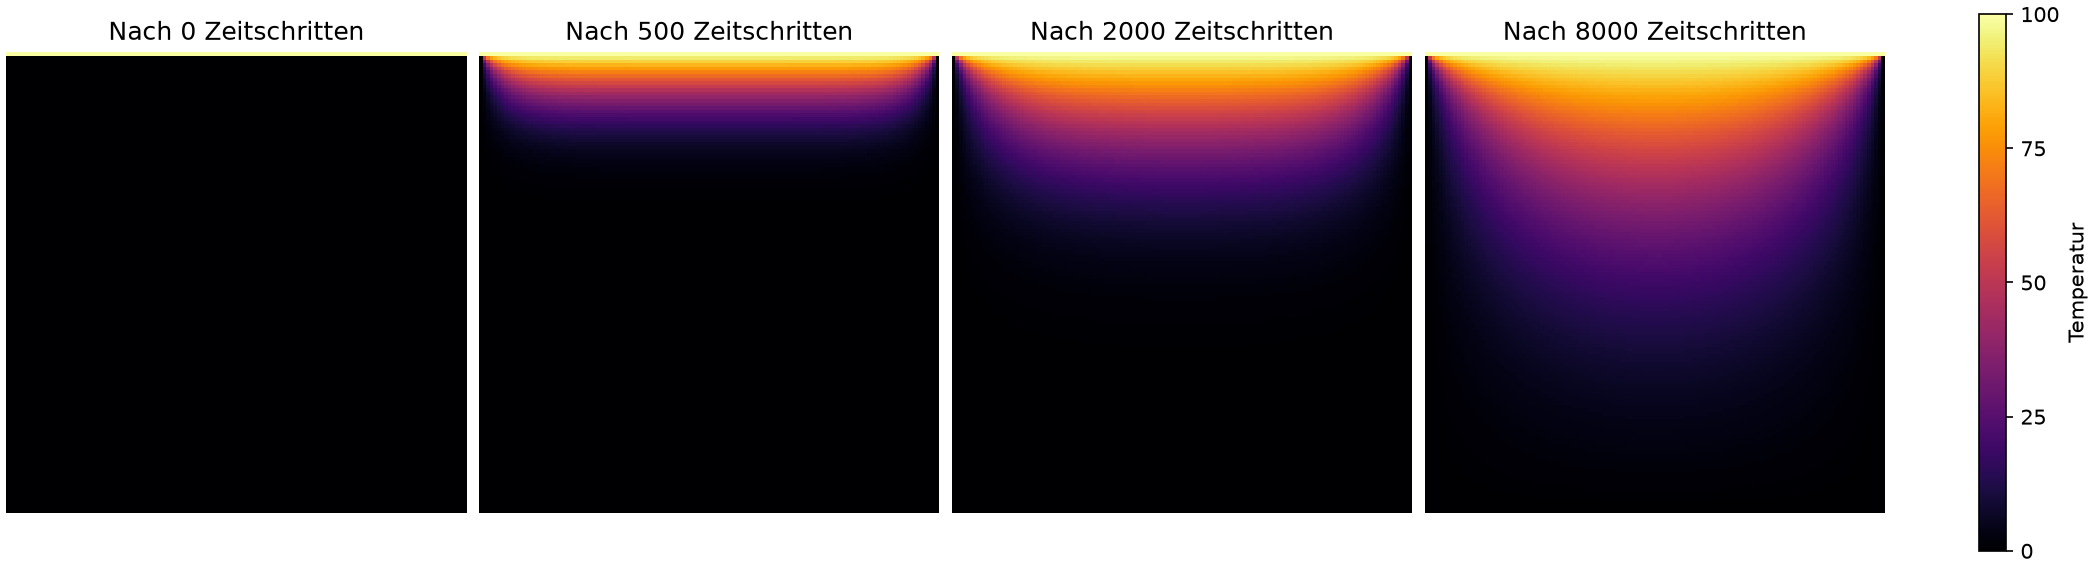 Nach 0 Zeitschritten
Nach 500 Zeitschritten
Nach 2000 Zeitschritten
Nach 8000 Zeitschritten
100
75
50
25
0
Temperatur